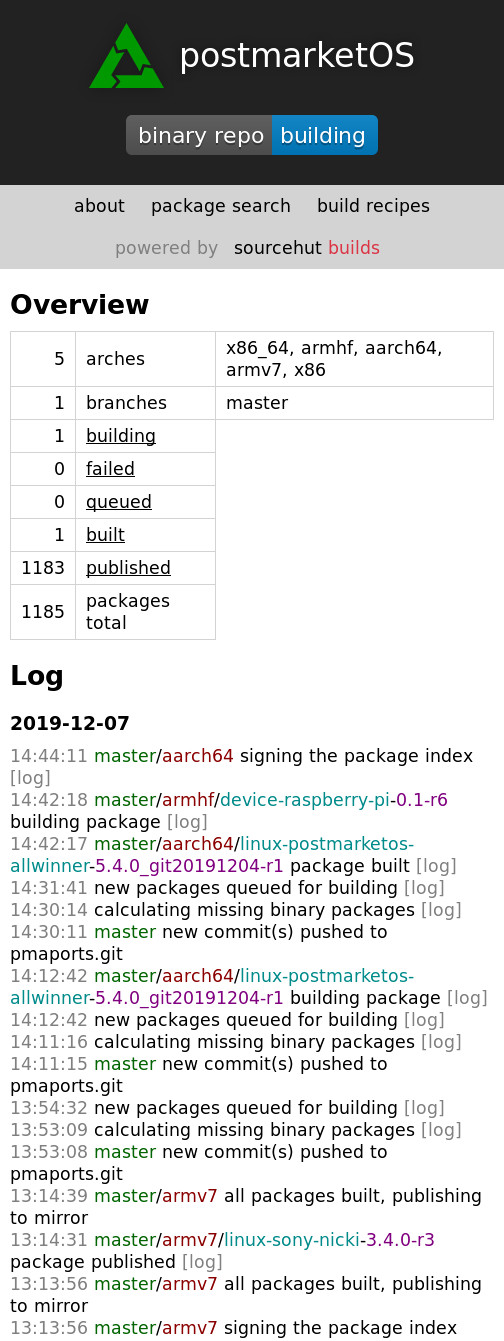 postmarketOS
binary repo building
about package search build recipes
powered by sourcehut builds
Overview
5 arches x86_64, armhf, aarch64,
armv7, x86
1 branches master
1 building
0 failed
0 queued
1 built
1183 published
1185 packages
total
Log
2019-12-07
14:44:11 master/aarch64 signing the package index
[log]
14:42:18 master/armhf/device-raspberry-pi-0.1-r6
building package [log]
14:42:17 master/aarch64/linux-postmarketos-
allwinner-5.4.0_git20191204-r1 package built [log]
14:31:41 new packages queued for building [log]
14:30:14 calculating missing binary packages [log]
14:30:11 master new commit(s) pushed to
pmaports.git
14:12:42 master/aarch64/linux-postmarketos-
allwinner-5.4.0_git20191204-r1 building package [log]
14:12:42 new packages queued for building [log]
14:11:16 calculating missing binary packages [log]
14:11:15 master new commit(s) pushed to
pmaports.git
13:54:32 new packages queued for building [log]
13:53:09 calculating missing binary packages [log]
13:53:08 master new commit(s) pushed to
pmaports.git
13:14:39 master/armv7 all packages built, publishing
to mirror
13:14:31 master/armv7/linux-sony-nicki-3.4.0-r3
package published [log]
13:13:56 master/armv7 all packages built, publishing
to mirror
13:13:56 master/armv7 signing the package index